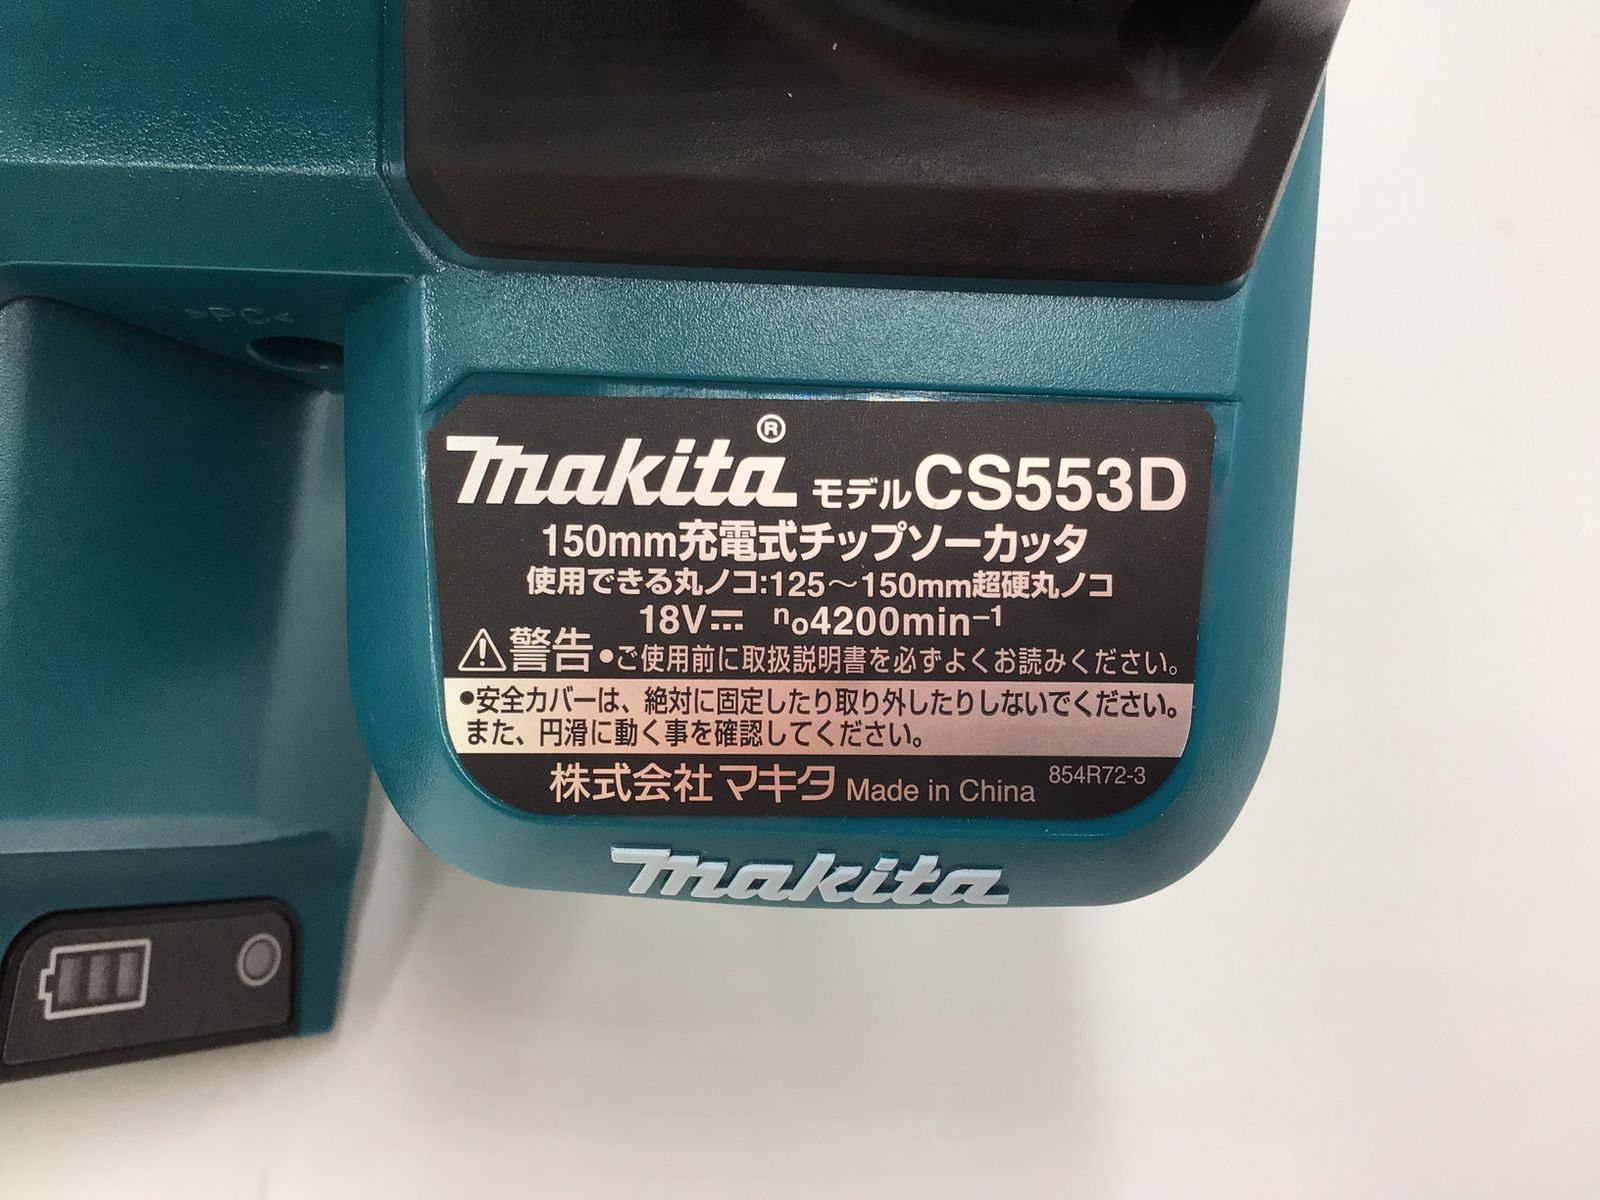 >PC<
makita® モデルCS553D
150mm充電式チップソーカッタ
使用できる丸ノコ:125～150mm超硬丸ノコ
18V⎓ n₀4200min⁻¹
⚠警告 •ご使用前に取扱説明書を必ずよくお読みください。
•安全カバーは、絶対に固定したり取り外したりしないでください。
また、円滑に動く事を確認してください。
株式会社マキタ Made in China 854R72-3
makita